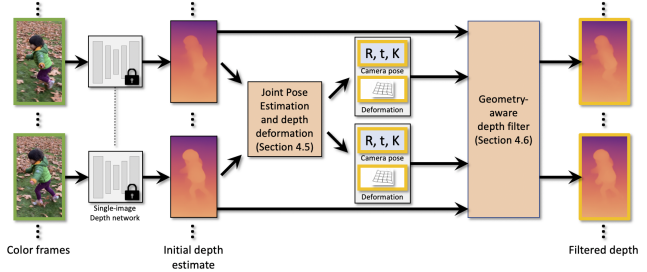 R, t, K
Camera pose
Deformation
Joint Pose
Estimation
and depth
deformation
(Section 4.5)
Geometry-
aware
depth filter
(Section 4.6)
R, t, K
Camera pose
Deformation
Single-image
Depth network
Color frames
Initial depth
estimate
Filtered depth